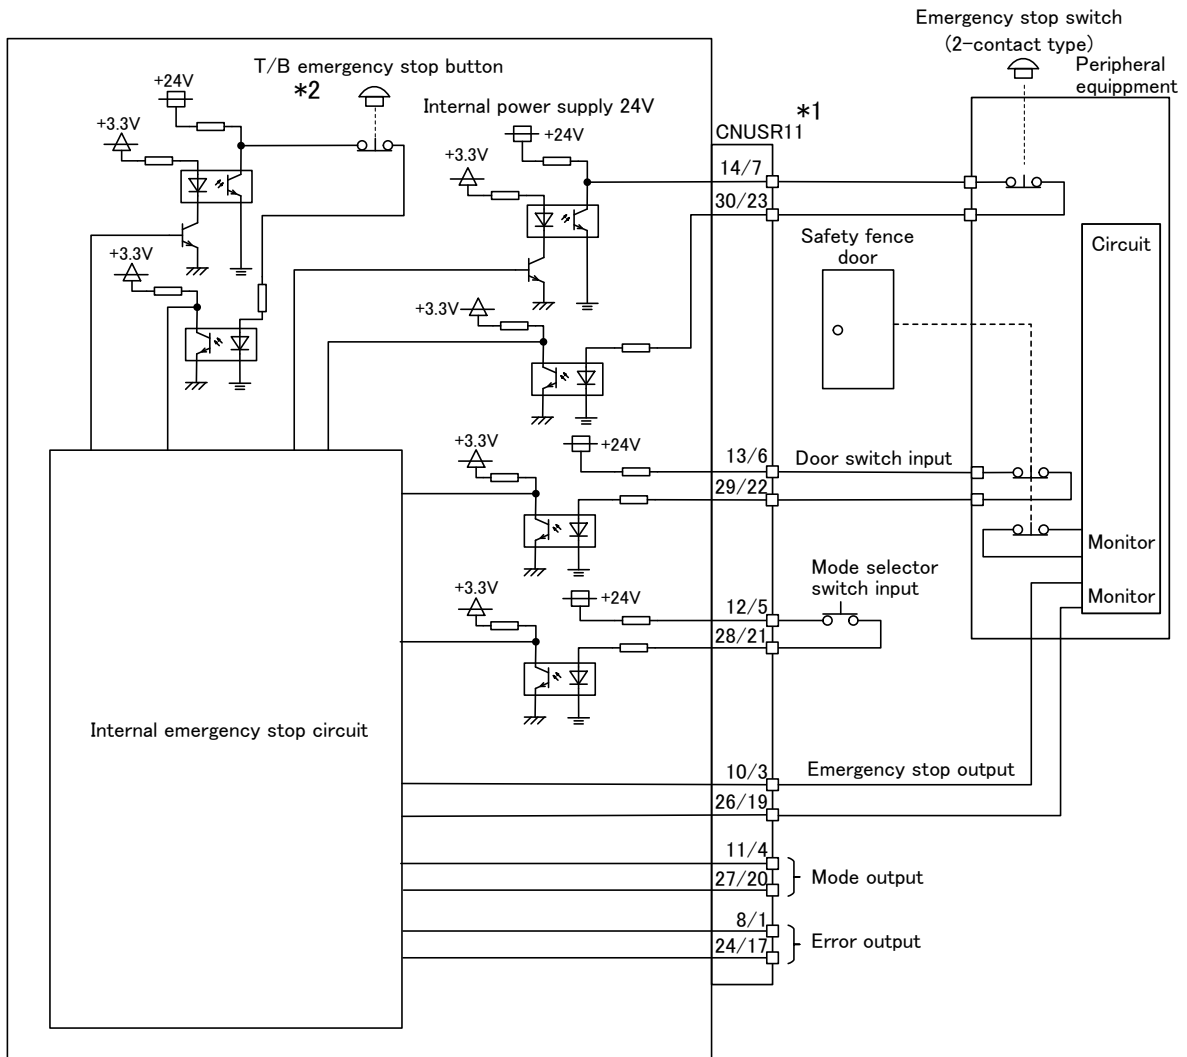 Emergency stop switch
(2-contact type)
Peripheral
equippment
T/B emergency stop button
*2
+24V
Internal power supply 24V
*1
+3.3V
+24V
CNUSR11
+3.3V
14/7
30/23
Safety fence
door
Circuit
+3.3V
+3.3V
+3.3V
+24V
13/6
Door switch input
29/22
Monitor
Mode selector
switch input
+3.3V
+24V
12/5
Monitor
28/21
Internal emergency stop circuit
10/3
Emergency stop output
26/19
11/4
27/20
Mode output
8/1
24/17
Error output